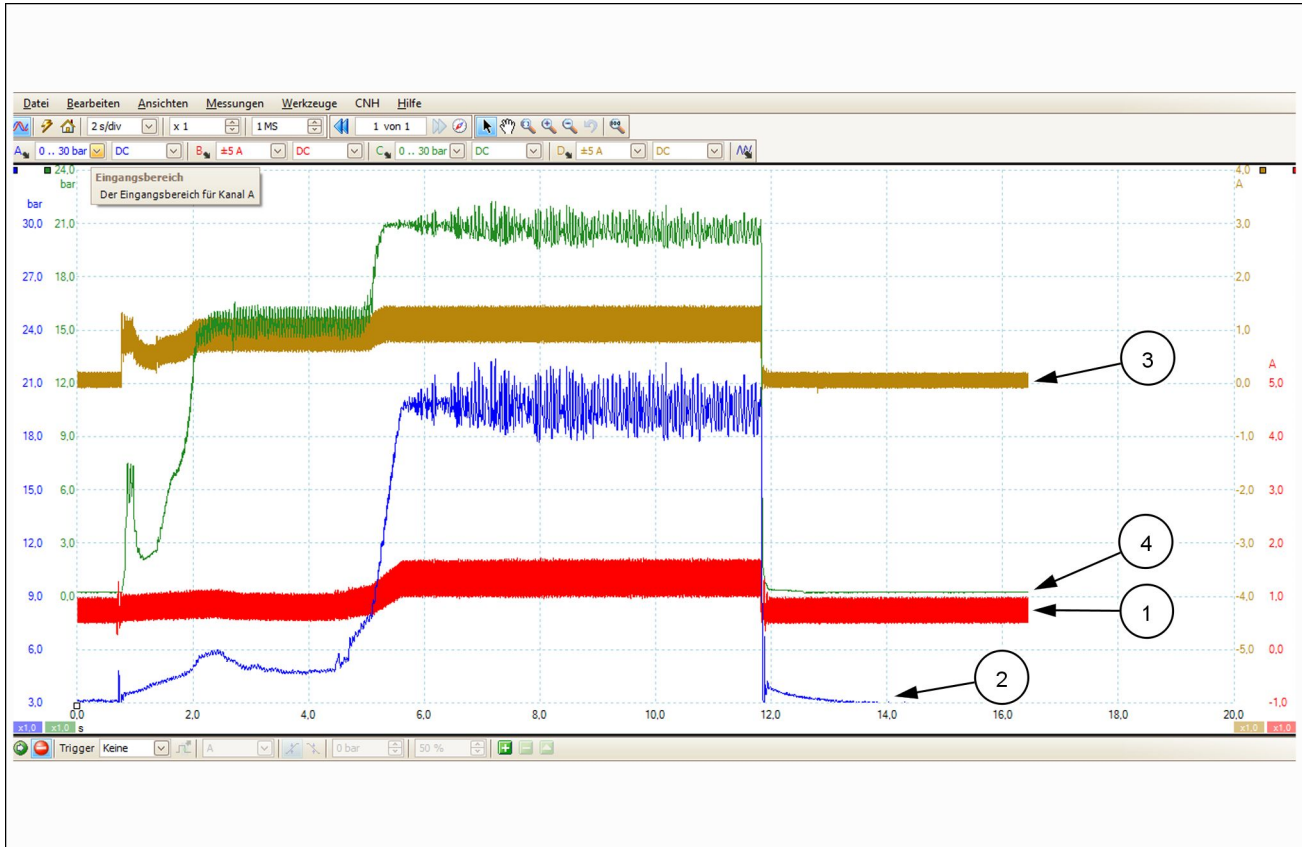 Datei Bearbeiten Ansichten Messungen Werkzeuge CNH Hilfe
2 s/div x 1 1 MS 1 von 1
A 0 .. 30 bar DC B ±5 A DC C 0 .. 30 bar DC D ±5 A DC
24,0 4,0
bar A
Eingangsbereich
Der Eingangsbereich für Kanal A
bar
30,0 21,0 3,0
27,0 18,0 2,0
24,0 15,0 1,0
3
A
21,0 12,0 0,0 5,0
18,0 9,0 -1,0 4,0
15,0 6,0 -2,0 3,0
12,0 3,0 -3,0 2,0
4
9,0 0,0 -4,0 1,0
1
6,0 -5,0 0,0
2
3,0 -1,0
0,0 2,0 4,0 6,0 8,0 10,0 12,0 14,0 16,0 18,0 20,0
x1,0 x1,0 s x1,0 x1,0
Trigger Keine A 0 bar 50 %